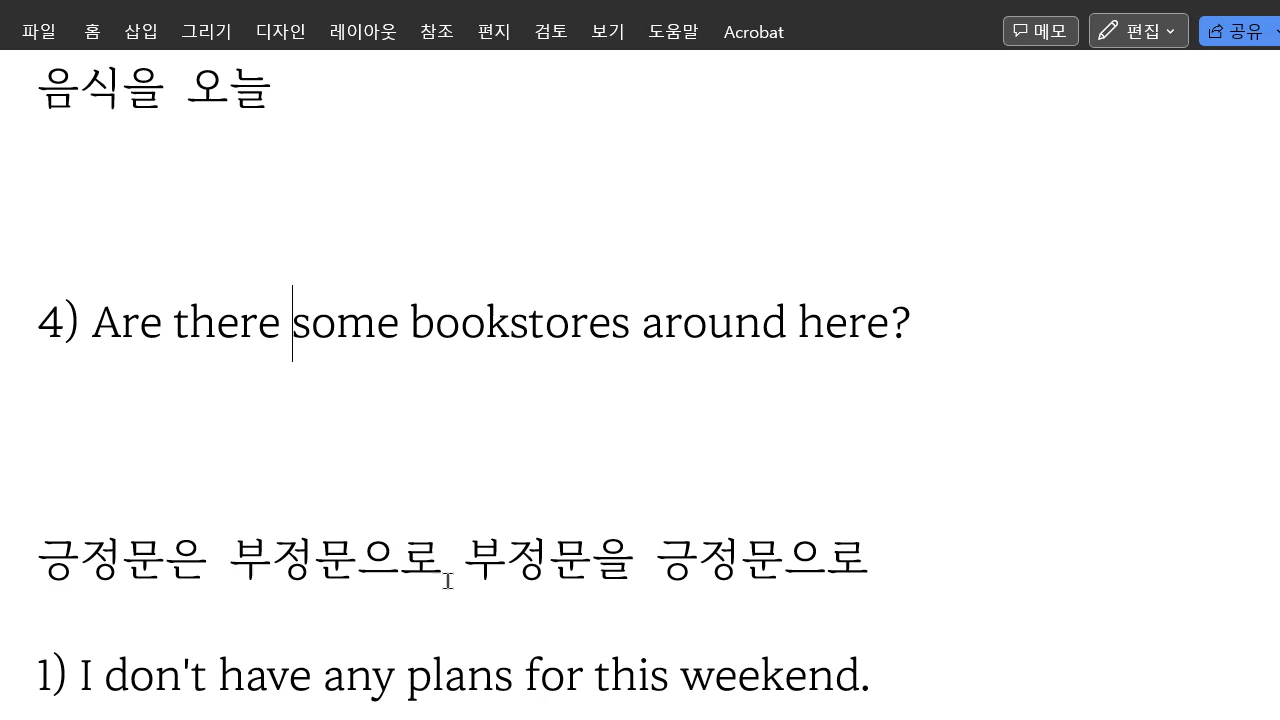 파일 홈 삽입 그리기 디자인 레이아웃 참조 편지 검토 보기 도움말 Acrobat 메모 편집 공유
음식을 오늘
4) Are there some bookstores around here?
긍정문은 부정문으로, 부정문을 긍정문으로
1) I don't have any plans for this weekend.